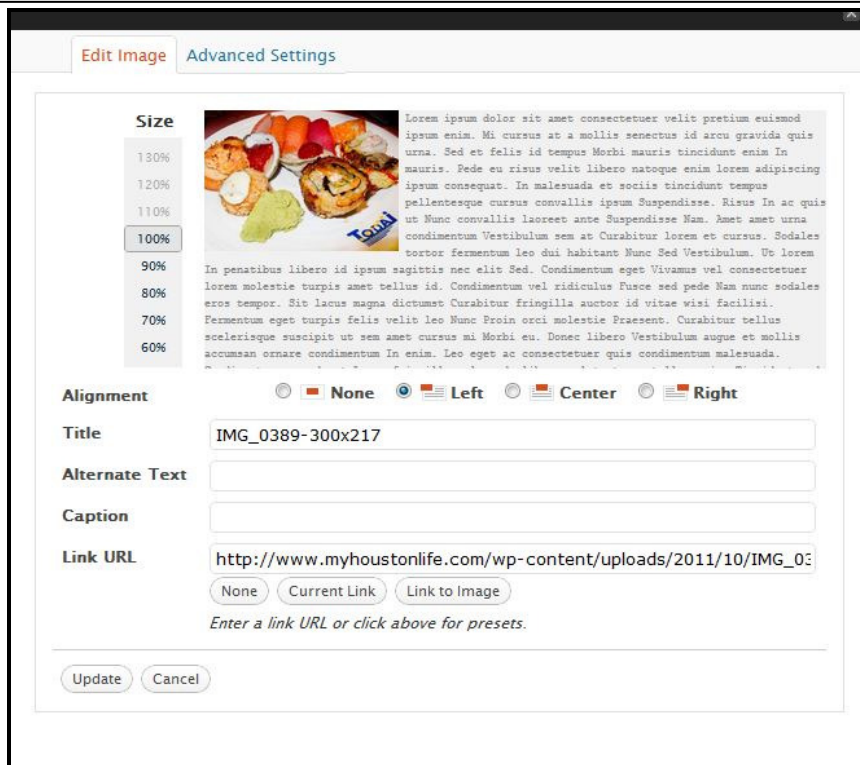 Edit Image Advanced Settings
Size
130%
120%
110%
100%
90%
80%
70%
60%
TODAI
Lorem ipsum dolor sit amet consectetuer velit pretium euismod
ipsum enim. Mi cursus at a mollis senectus id arcu gravida quis
urna. Sed et felis id tempus Morbi mauris tincidunt enim In
mauris. Pede eu risus velit libero natoque enim lorem adipiscing
ipsum consequat. In malesuada et sociis tincidunt tempus
pellentesque cursus convallis ipsum Suspendisse. Risus In ac quis
ut Nunc convallis laoreet ante Suspendisse Nam. Amet amet urna
condimentum Vestibulum sem at Curabitur lorem et cursus. Sodales
tortor fermentum leo dui habitant Nunc Sed Vestibulum. Ut lorem
In penatibus libero id ipsum sagittis nec elit Sed. Condimentum eget Vivamus vel consectetuer
lorem molestie turpis amet tellus id. Condimentum vel ridiculus Fusce sed pede Nam nunc sodales
eros tempor. Sit lacus magna dictumst Curabitur fringilla auctor id vitae wisi facilisi.
Fermentum eget turpis felis velit leo Nunc Proin orci molestie Praesent. Curabitur tellus
scelerisque suscipit ut sem amet cursus mi Morbi eu. Donec libero Vestibulum augue et mollis
accumsan ornare condimentum In enim. Leo eget ac consectetuer quis condimentum malesuada.
Alignment None Left Center Right
Title IMG_0389-300x217
Alternate Text
Caption
Link URL http://www.myhoustonlife.com/wp-content/uploads/2011/10/IMG_03
None Current Link Link to Image
Enter a link URL or click above for presets.
Update Cancel